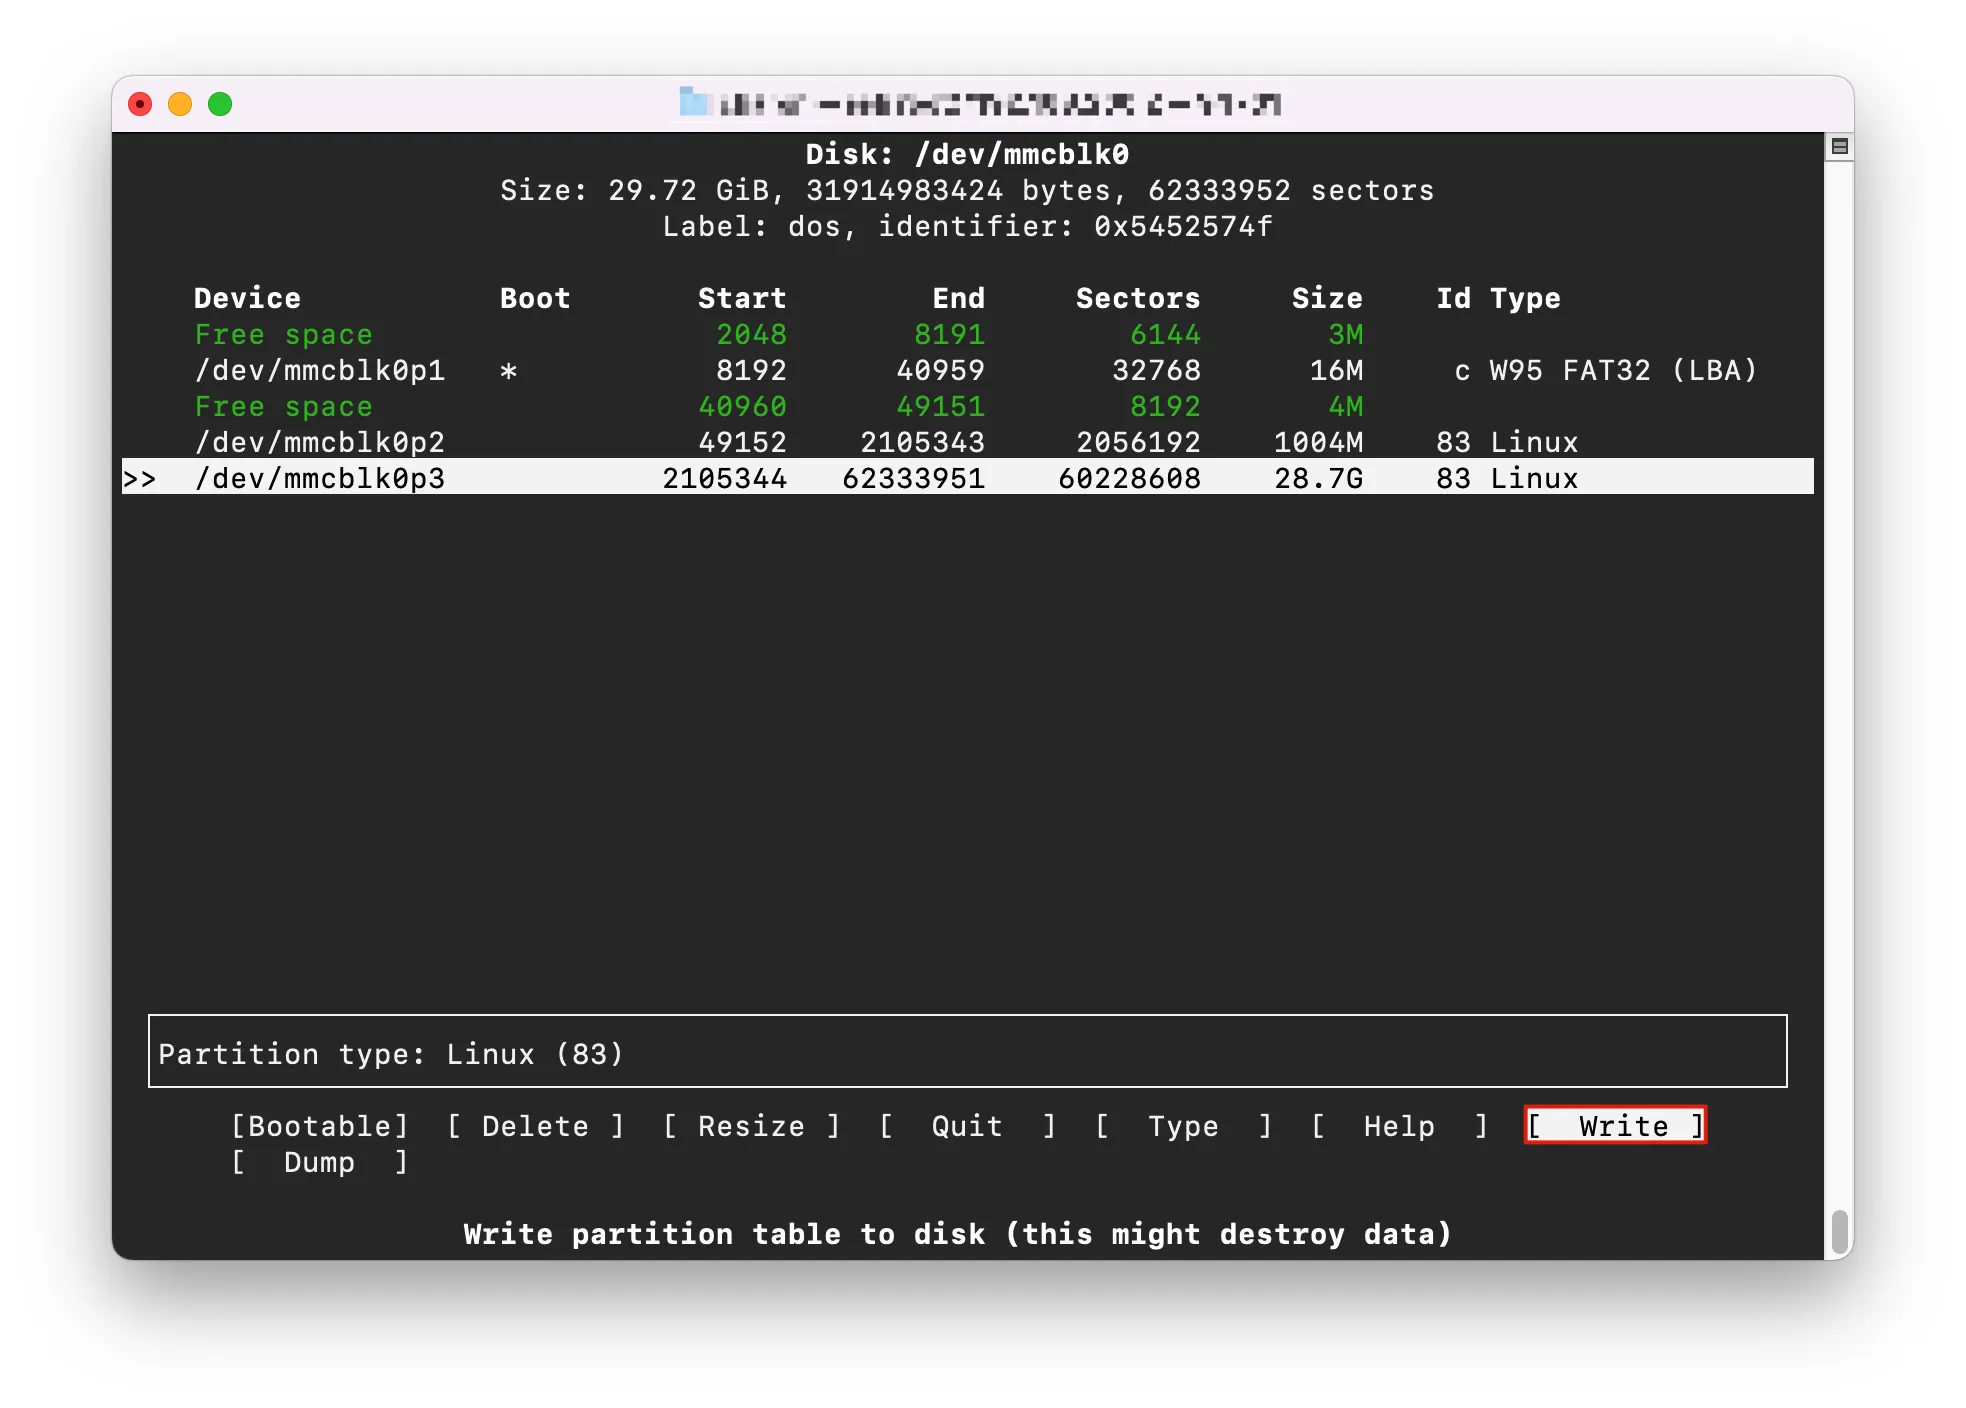 Disk: /dev/mmcblk0
Size: 29.72 GiB, 31914983424 bytes, 62333952 sectors
Label: dos, identifier: 0x5452574f
Device Boot Start End Sectors Size Id Type
Free space 2048 8191 6144 3M
/dev/mmcblk0p1 * 8192 40959 32768 16M c W95 FAT32 (LBA)
Free space 40960 49151 8192 4M
/dev/mmcblk0p2 49152 2105343 2056192 1004M 83 Linux
>> /dev/mmcblk0p3 2105344 62333951 60228608 28.7G 83 Linux
Partition type: Linux (83)
[Bootable] [ Delete ] [ Resize ] [ Quit ] [ Type ] [ Help ] [ Write ]
[ Dump ]
Write partition table to disk (this might destroy data)